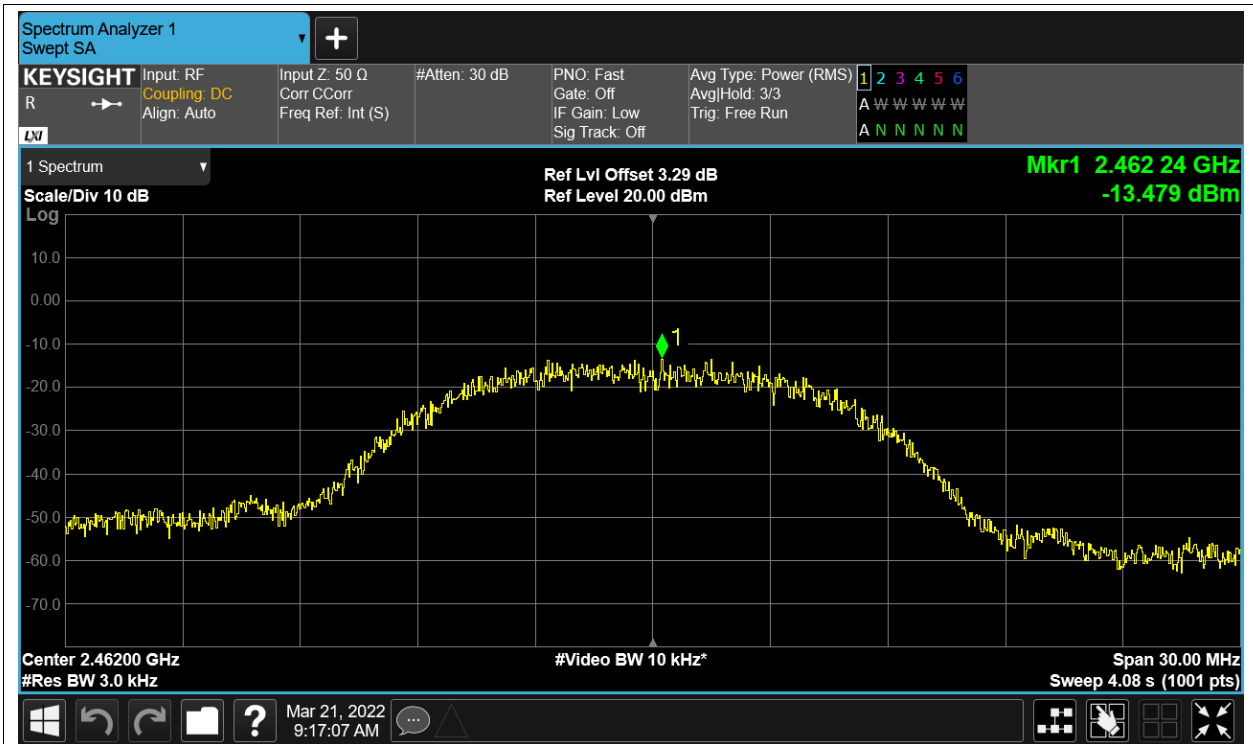 Spectrum Analyzer 1
Swept SA
KEYSIGHT
R
LXI
Input: RF
Coupling: DC
Align: Auto
Input Z: 50 Ω
Corr CCorr
Freq Ref: Int (S)
#Atten: 30 dB
PNO: Fast
Gate: Off
IF Gain: Low
Sig Track: Off
Avg Type: Power (RMS)
Avg|Hold: 3/3
Trig: Free Run
1 2 3 4 5 6
A W W W W W
A N N N N N
1 Spectrum
Scale/Div 10 dB
Log
Ref Lvl Offset 3.29 dB
Ref Level 20.00 dBm
Mkr1 2.462 24 GHz
-13.479 dBm
10.0
0.00
-10.0
-20.0
-30.0
-40.0
-50.0
-60.0
-70.0
1
Center 2.46200 GHz
#Res BW 3.0 kHz
#Video BW 10 kHz*
Span 30.00 MHz
Sweep 4.08 s (1001 pts)
?
Mar 21, 2022
9:17:07 AM